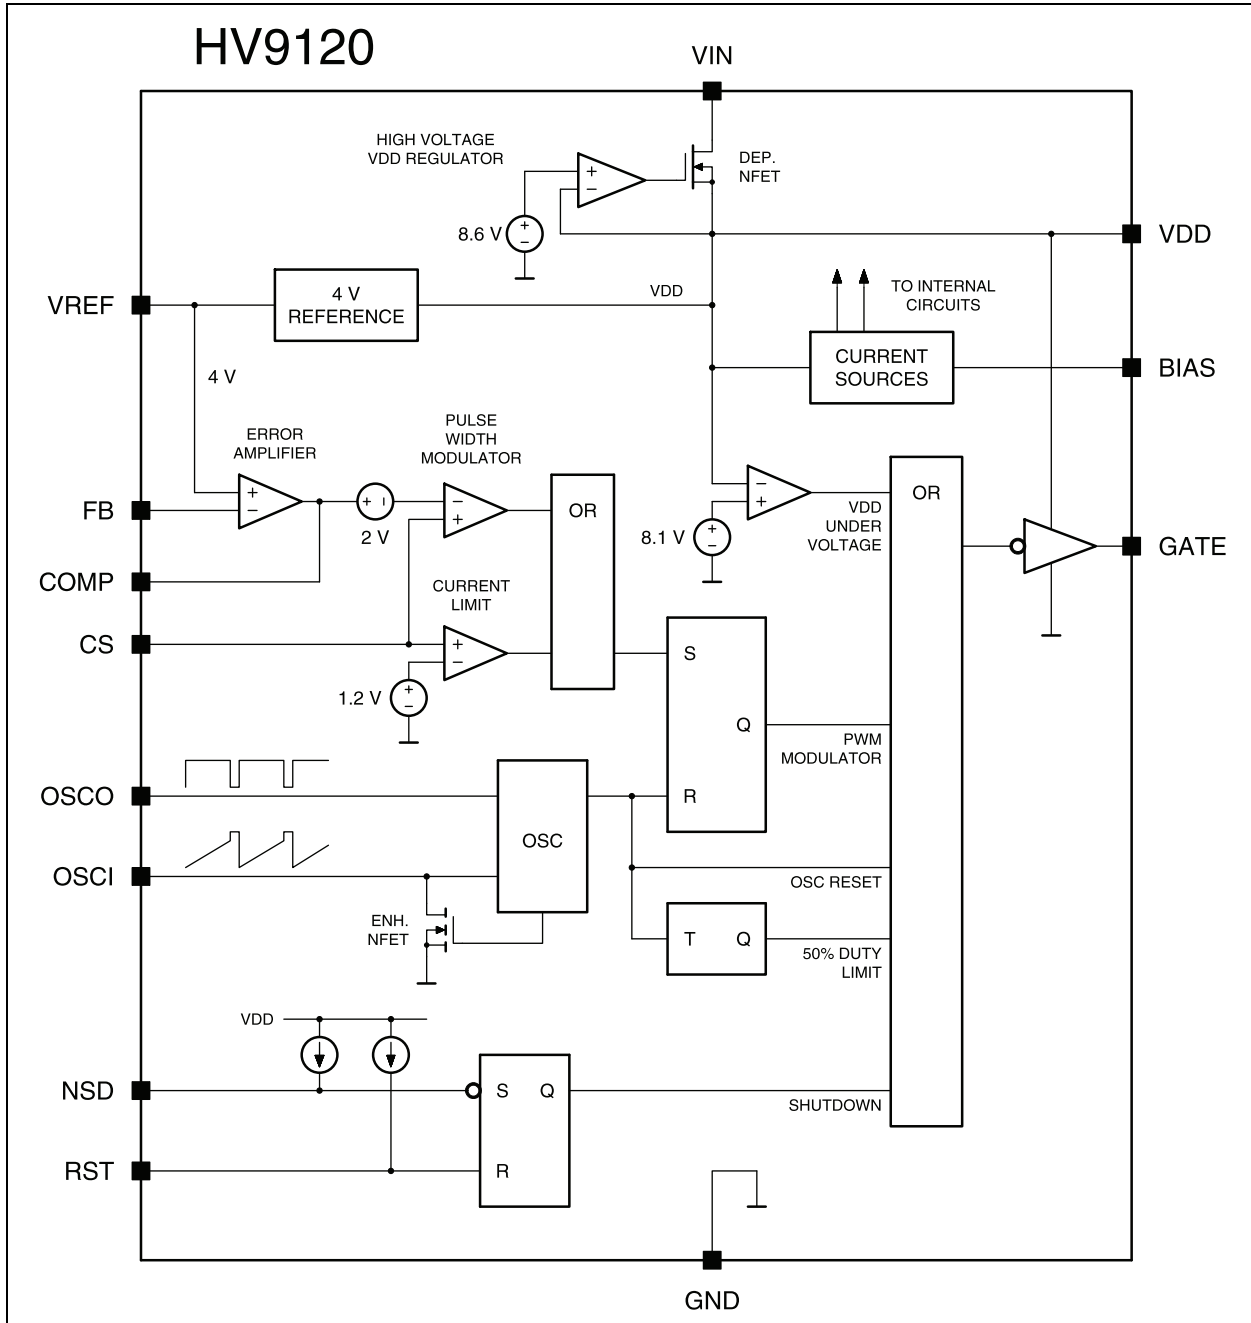 HV9120
VIN
HIGH VOLTAGE
VDD REGULATOR
+
−
DEP.
NFET
8.6 V
+
−
VDD
VREF
4 V
REFERENCE
VDD
TO INTERNAL
CIRCUITS
CURRENT
SOURCES
BIAS
4 V
ERROR
AMPLIFIER
PULSE
WIDTH
MODULATOR
+
−
+ −
2 V
−
+
OR
FB
COMP
−
+
8.1 V
+
−
VDD
UNDER
VOLTAGE
OR
GATE
CURRENT
LIMIT
CS
+
−
1.2 V
+
−
S
Q
R
PWM
MODULATOR
OSCO
OSCI
OSC
OSC RESET
ENH.
NFET
T Q
50% DUTY
LIMIT
VDD
NSD
S Q
R
SHUTDOWN
RST
GND